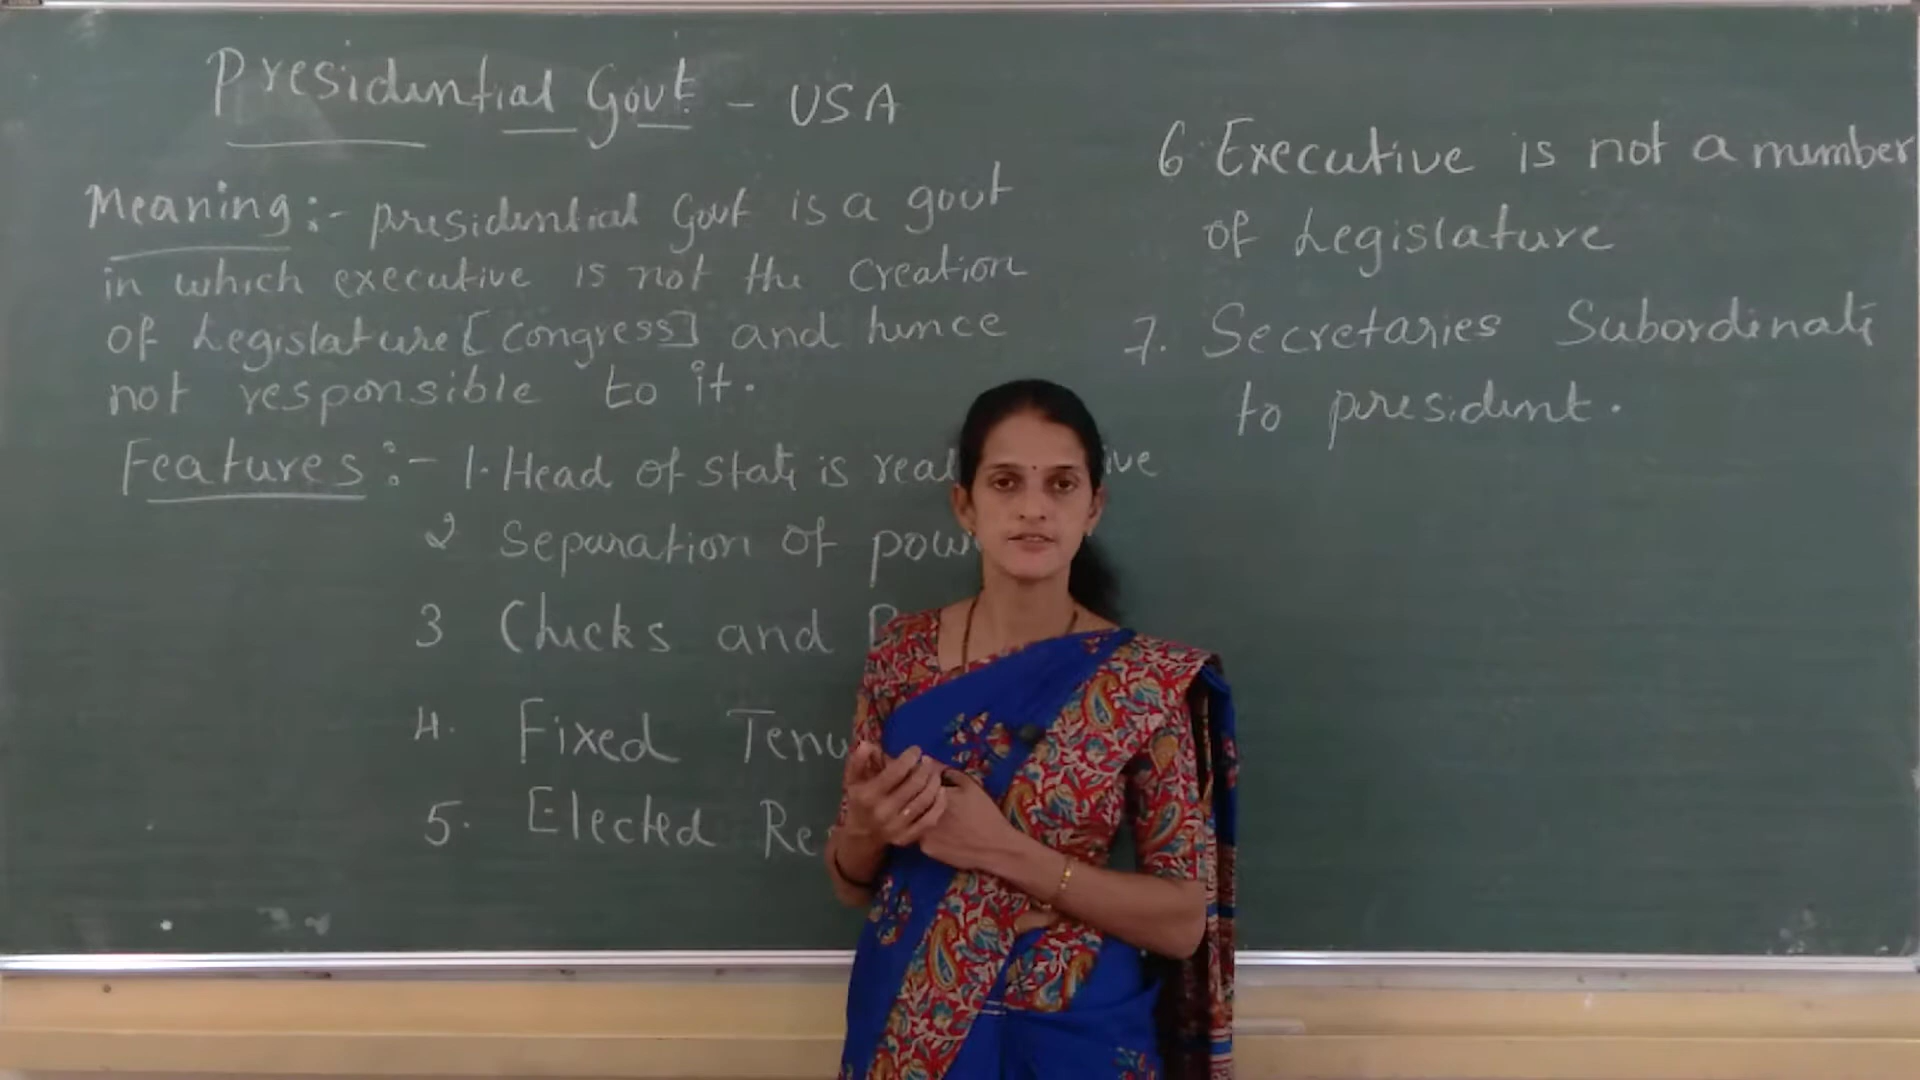 Presidential Govt - USA
Meaning :- presidential Govt is a govt
in which executive is not the creation
of Legislature [congress] and hence
not responsible to it.
Features :- 1. Head of state is real
2 Separation of
3 Checks and
4. Fixed
5. Elected
6 Executive is not a member
of Legislature
7. Secretaries Subordinate
to president.